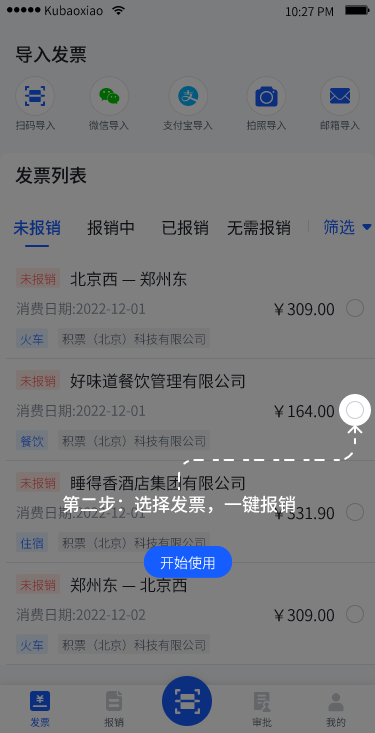 Kubaoxiao 10:27 PM
导入发票
扫码导入 微信导入 支付宝导入 拍照导入 邮箱导入
发票列表
未报销 报销中 已报销 无需报销 筛选
未报销 北京西 — 郑州东
消费日期:2022-12-01 ¥309.00
火车 积票（北京）科技有限公司
未报销 好味道餐饮管理有限公司
消费日期:2022-12-01 ¥164.00
餐饮 积票（北京）科技有限公司
未报销 睡得香酒店集团有限公司
第二步：选择发票，一键报销
消费日期:2022-12-01 ¥331.90
住宿 积票（北京）科技有限公司
开始使用
未报销 郑州东 — 北京西
消费日期:2022-12-02 ¥309.00
火车 积票（北京）科技有限公司
发票 报销 审批 我的